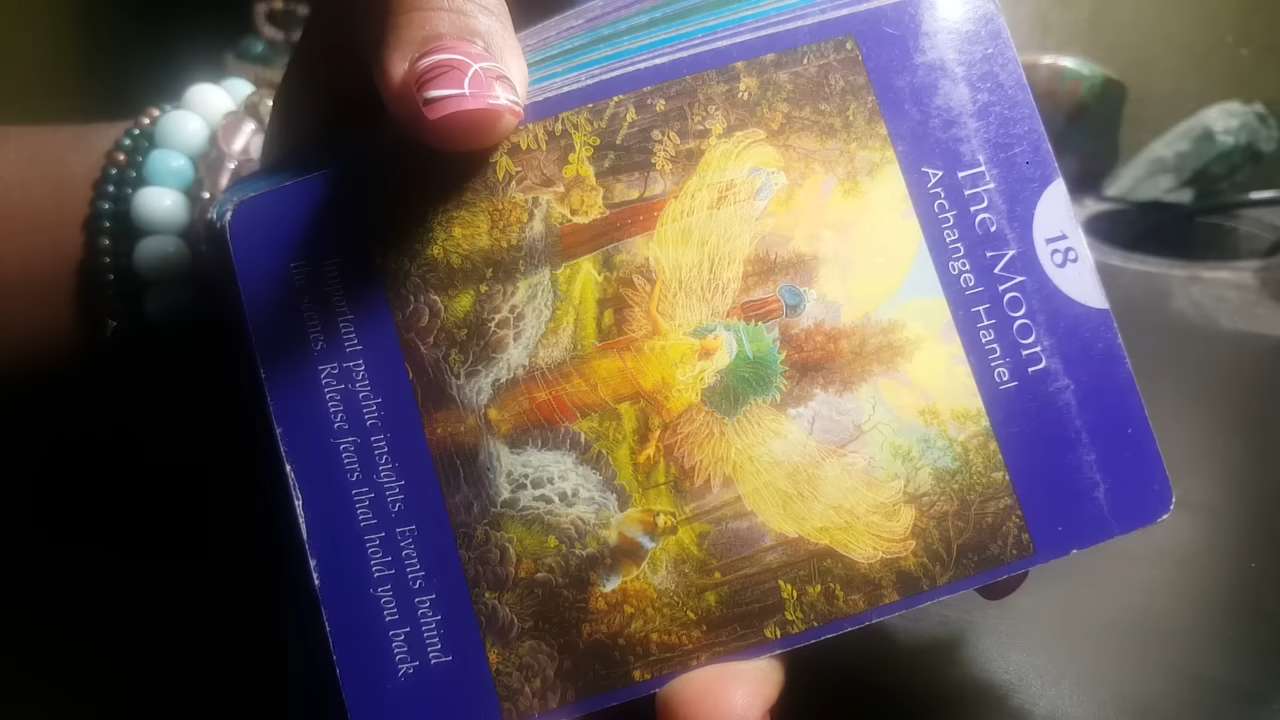 18
The Moon
Archangel Haniel
Important psychic insights. Events behind
the scenes. Release fears that hold you back.